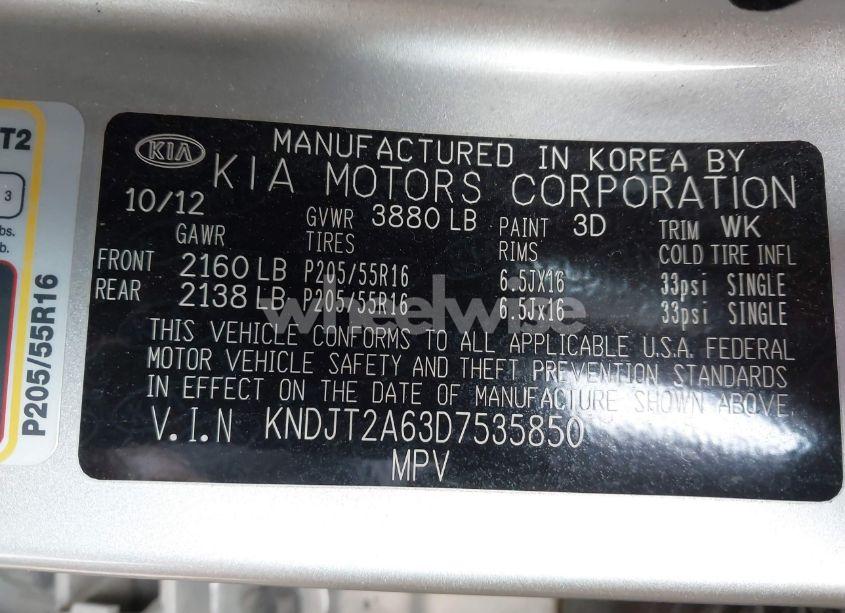 KIA
MANUFACTURED IN KOREA BY
KIA MOTORS CORPORATION
10/12 GVWR 3880 LB PAINT 3D TRIM WK
GAWR TIRES RIMS COLD TIRE INFL
FRONT 2160 LB P205/55R16 6.5JX16 33psi SINGLE
REAR 2138 LB P205/55R16 6.5Jx16 33psi SINGLE
THIS VEHICLE CONFORMS TO ALL APPLICABLE U.S.A. FEDERAL
MOTOR VEHICLE SAFETY AND THEFT PREVENTION STANDARDS
IN EFFECT ON THE DATE OF MANUFACTURE SHOWN ABOVE.
V.I.N KNDJT2A63D7535850
MPV
wheelwise
T2
3
bs.
b.
P205/55R16